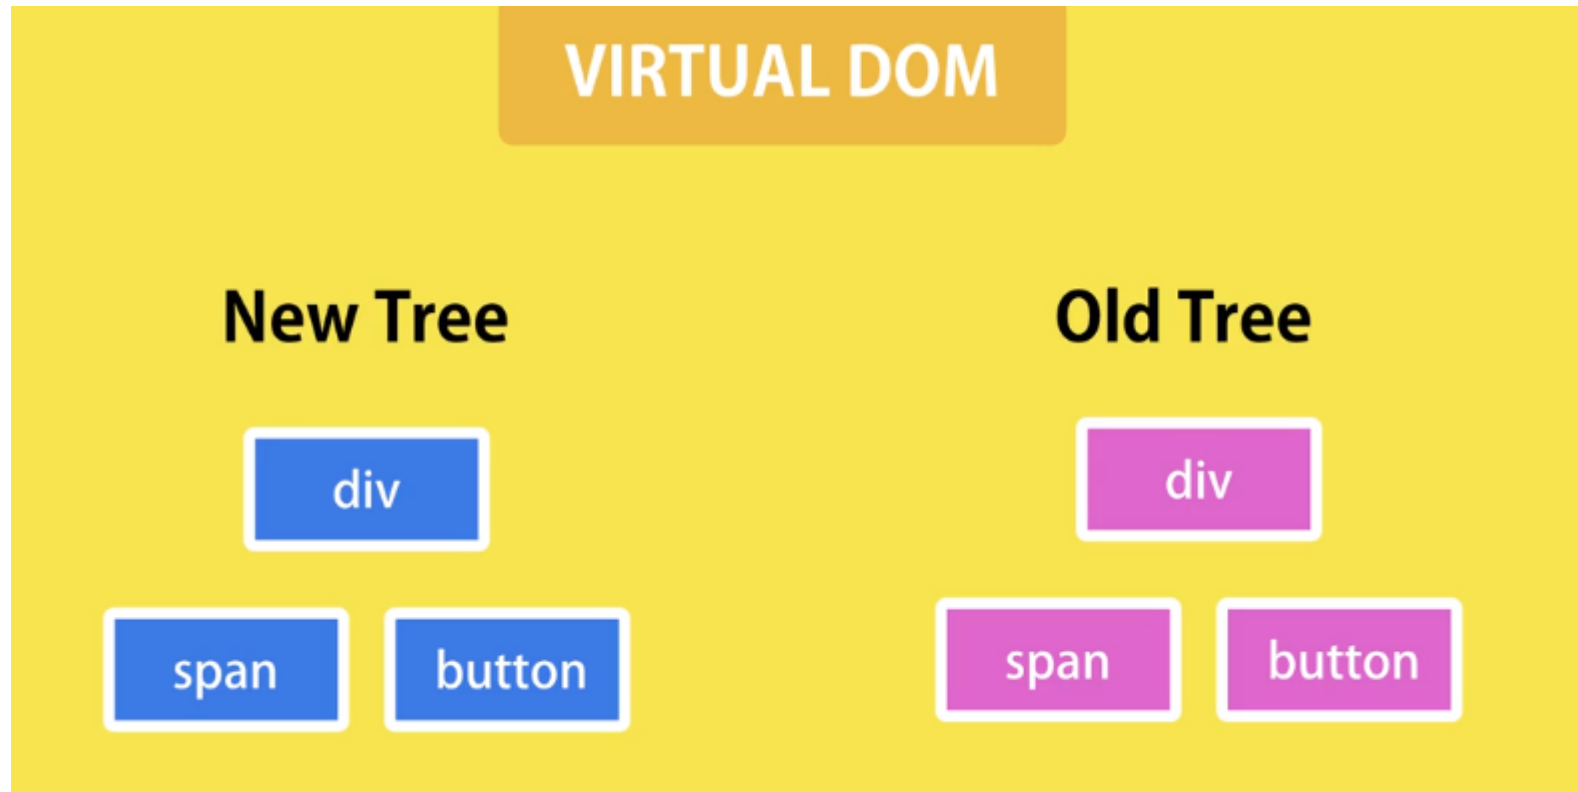 VIRTUAL DOM
New Tree
Old Tree
div
div
span
button
span
button